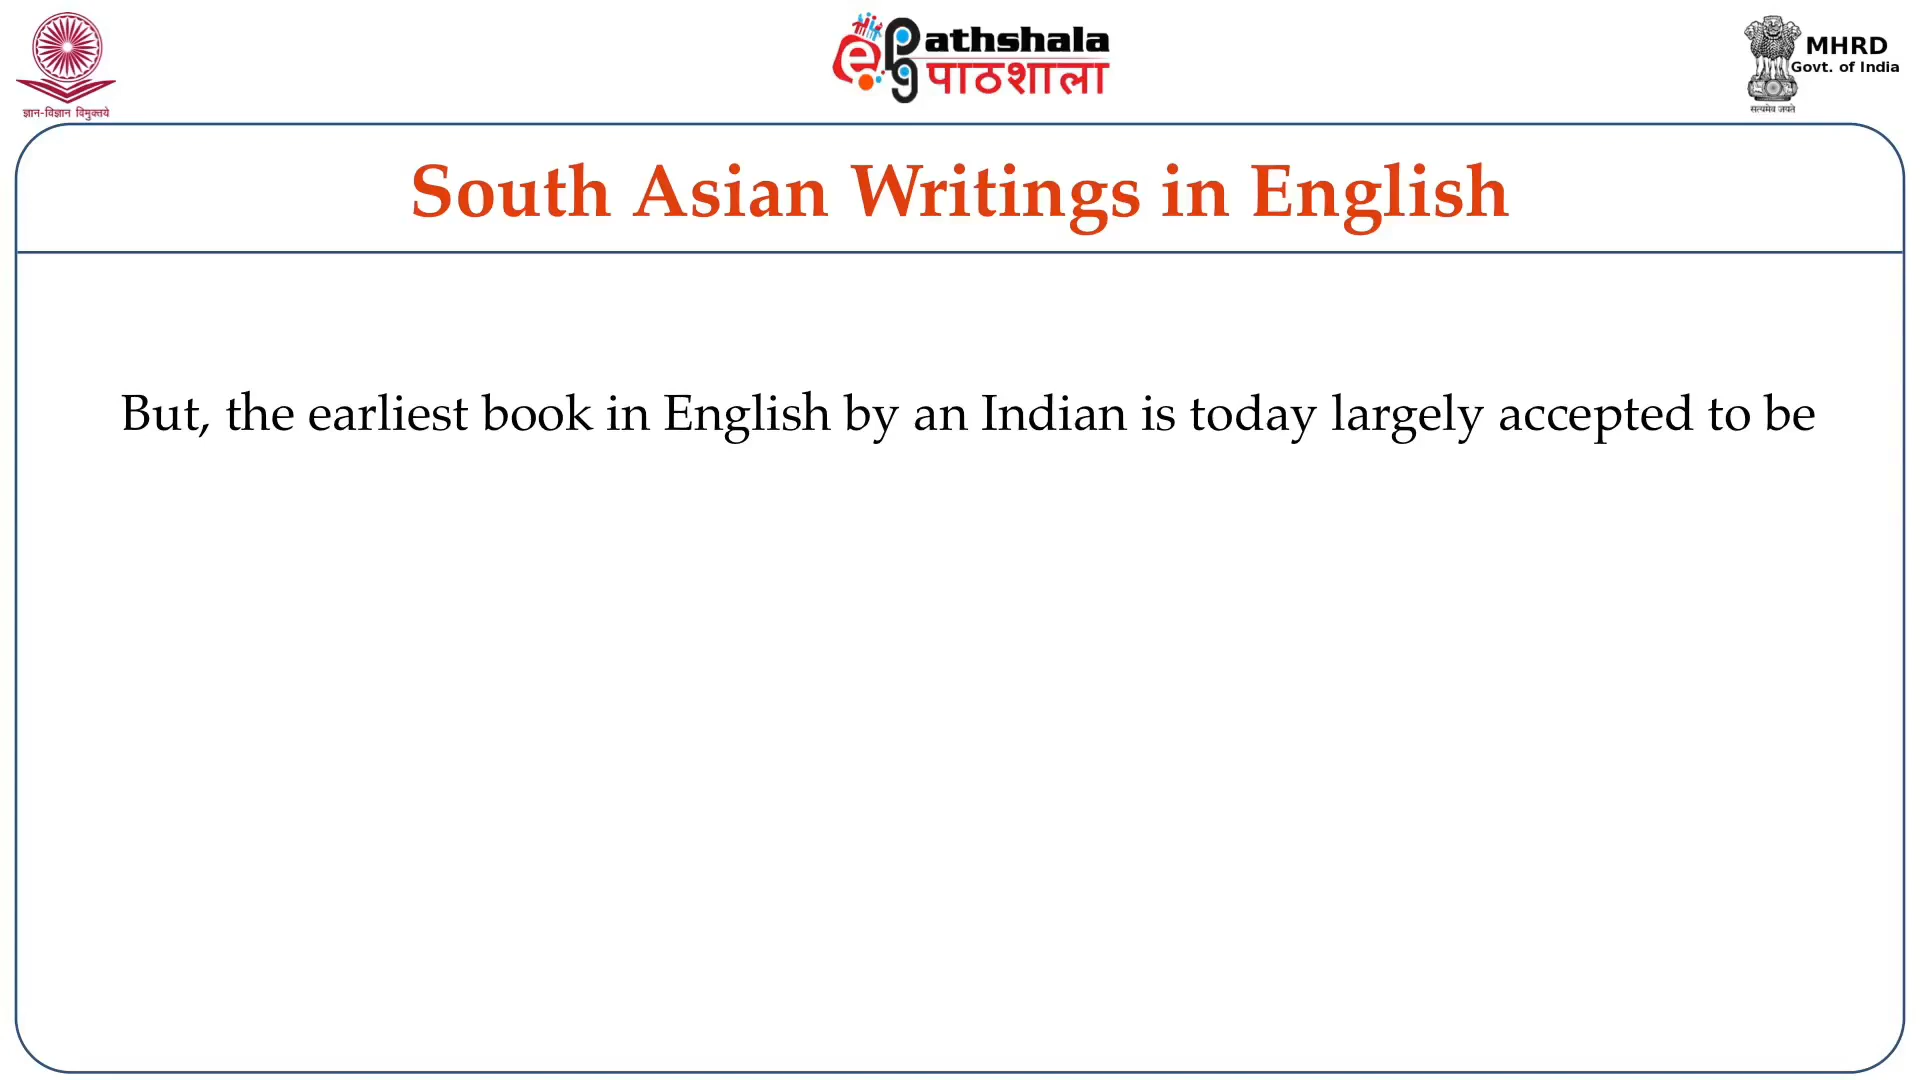 ज्ञान-विज्ञान विमुक्तये
ePathshala
पाठशाला
MHRD
Govt. of India
सत्यमेव जयते
South Asian Writings in English
But, the earliest book in English by an Indian is today largely accepted to be